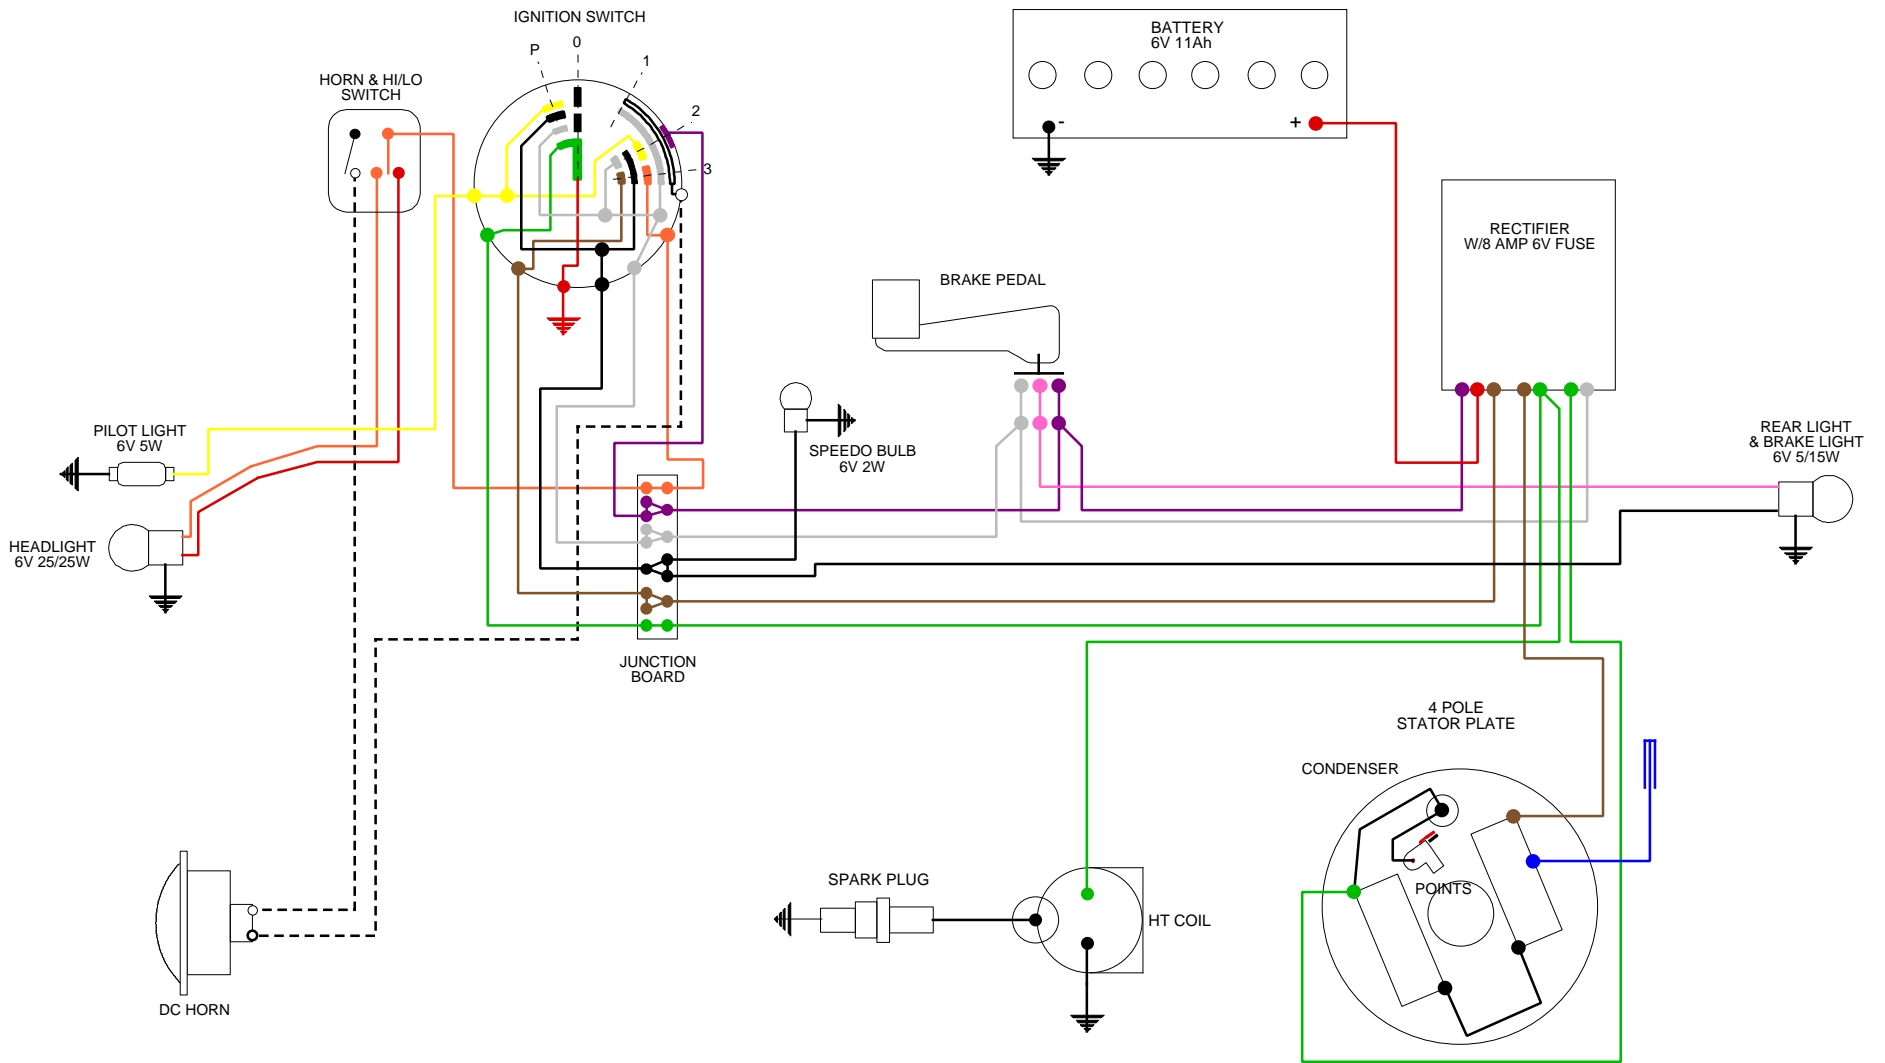 IGNITION SWITCH
0
P
1
2
3
HORN & HI/LO
SWITCH
BATTERY
6V 11Ah
-
+
RECTIFIER
W/8 AMP 6V FUSE
BRAKE PEDAL
PILOT LIGHT
6V 5W
SPEEDO BULB
6V 2W
REAR LIGHT
& BRAKE LIGHT
6V 5/15W
HEADLIGHT
6V 25/25W
JUNCTION
BOARD
4 POLE
STATOR PLATE
CONDENSER
POINTS
SPARK PLUG
HT COIL
DC HORN